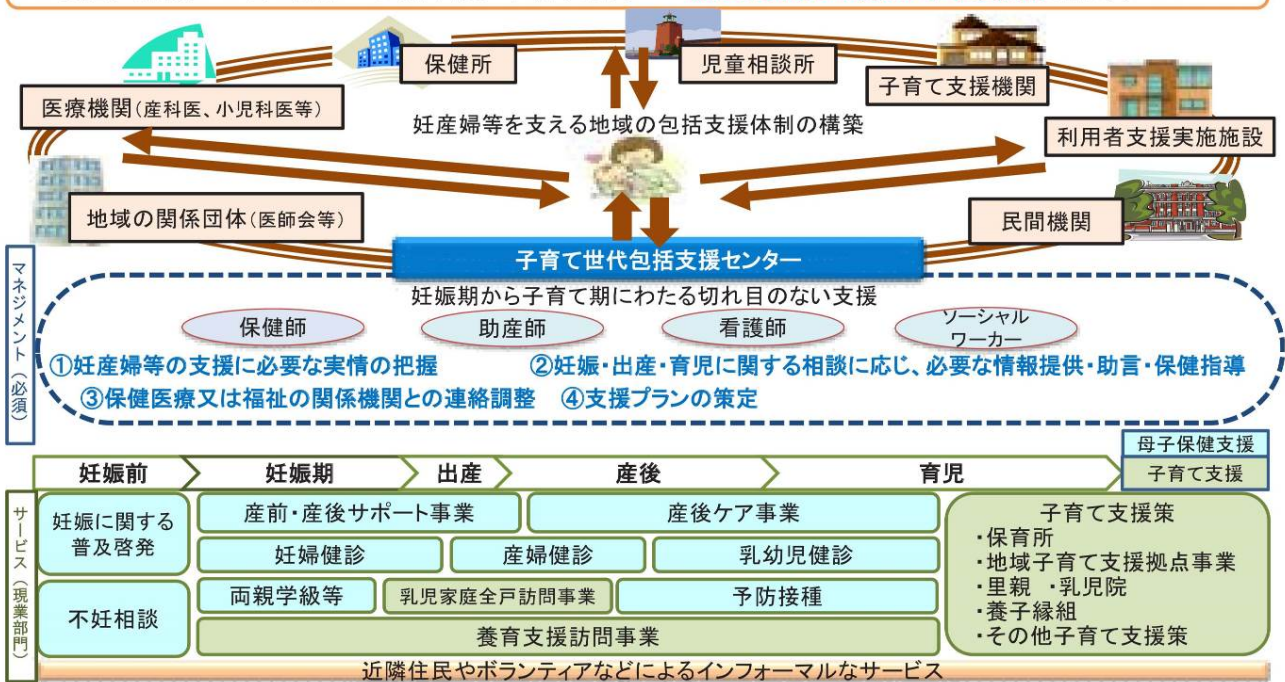 保健所
児童相談所
子育て支援機関
医療機関(産科医、小児科医等)
妊産婦等を支える地域の包括支援体制の構築
利用者支援実施施設
地域の関係団体(医師会等)
民間機関
子育て世代包括支援センター
マネジメント(必須)
妊娠期から子育て期にわたる切れ目のない支援
保健師
助産師
看護師
ソーシャル
ワーカー
①妊産婦等の支援に必要な実情の把握 ②妊娠・出産・育児に関する相談に応じ、必要な情報提供・助言・保健指導
③保健医療又は福祉の関係機関との連絡調整 ④支援プランの策定
母子保健支援
子育て支援
妊娠前 妊娠期 出産 産後 育児
サービス(現業部門)
妊娠に関する
普及啓発
産前・産後サポート事業
産後ケア事業
妊婦健診
産婦健診
乳幼児健診
不妊相談
両親学級等
乳児家庭全戸訪問事業
予防接種
養育支援訪問事業
子育て支援策
・保育所
・地域子育て支援拠点事業
・里親 ・乳児院
・養子縁組
・その他子育て支援策
近隣住民やボランティアなどによるインフォーマルなサービス